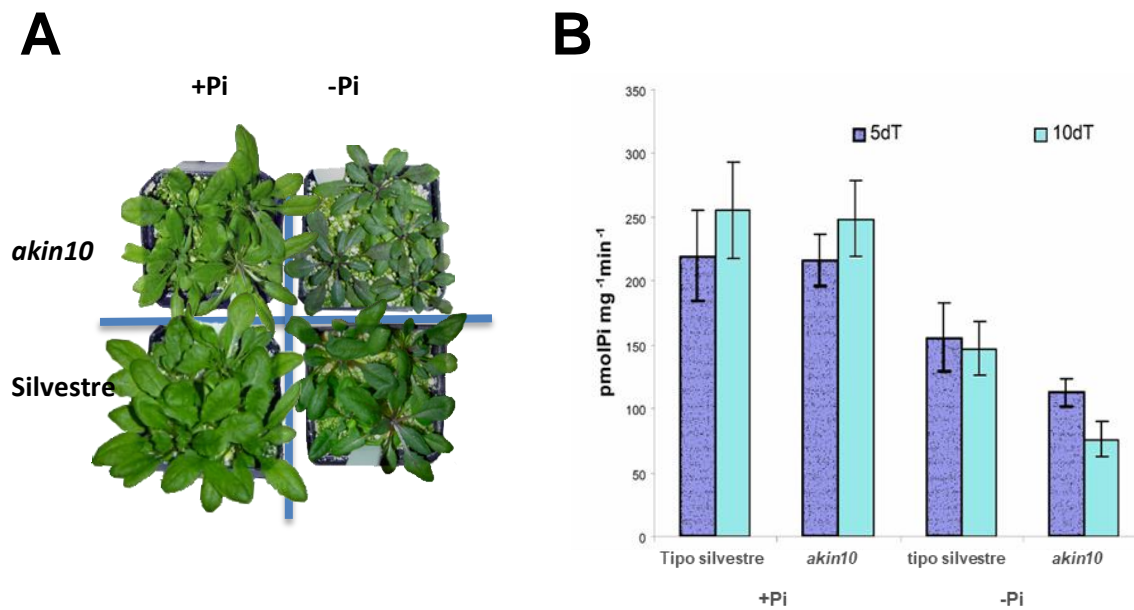 A
B
+Pi
-Pi
akin10
Silvestre
pmolPi mg -1min-1
350
300
250
200
150
100
50
0
5dT
10dT
Tipo silvestre
akin10
tipo silvestre
akin10
+Pi
-Pi